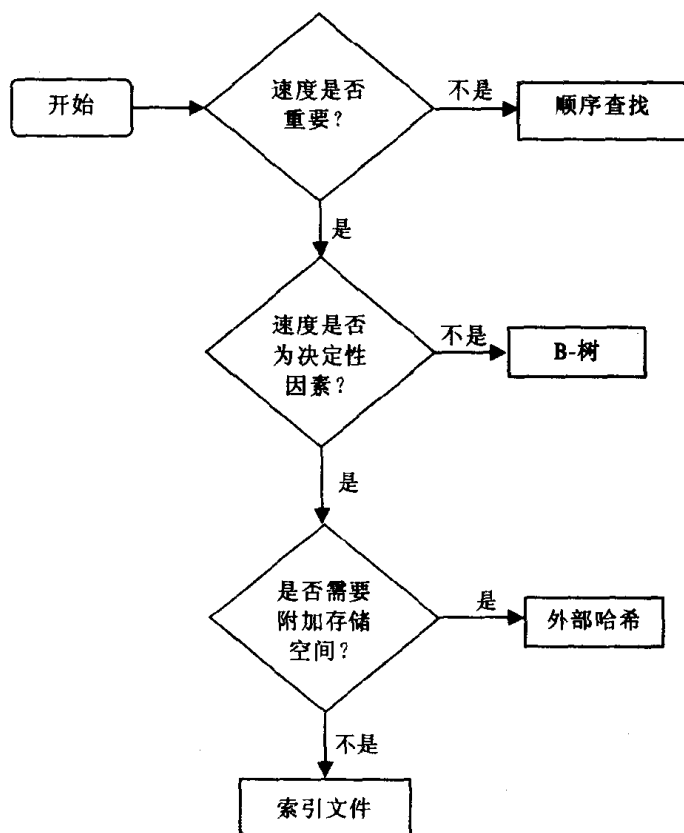 开始
速度是否
重要？
不是
顺序查找
是
速度是否
为决定性
因素？
不是
B-树
是
是否需要
附加存储
空间？
是
外部哈希
不是
索引文件